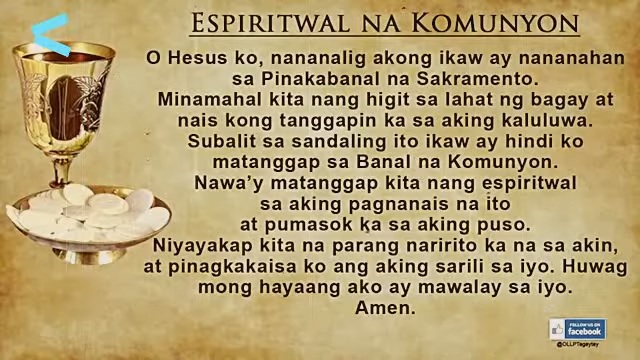 ESPIRITWAL NA KOMUNYON
O Hesus ko, nananalig akong ikaw ay nananahan
sa Pinakabanal na Sakramento.
Minamahal kita nang higit sa lahat ng bagay at
nais kong tanggapin ka sa aking kaluluwa.
Subalit sa sandaling ito ikaw ay hindi ko
matanggap sa Banal na Komunyon.
Nawa'y matanggap kita nang espiritwal
sa aking pagnanais na ito
at pumasok ka sa aking puso.
Niyayakap kita na parang naririto ka na sa akin,
at pinagkakaisa ko ang aking sarili sa iyo. Huwag
mong hayaang ako ay mawalay sa iyo.
Amen.
FOLLOW US ON
facebook
@OLLPTagaytay